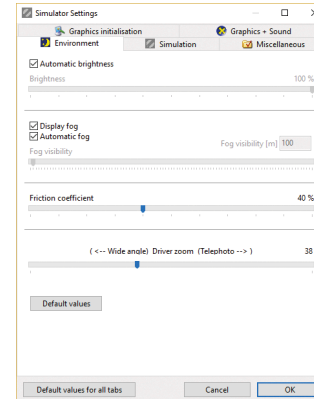 Simulator Settings
Graphics initialisation
Graphics + Sound
Environment
Simulation
Miscellaneous
Automatic brightness
Brightness
100 %
Display fog
Automatic fog
Fog visibility [m] 100
Fog visibility
Friction coefficient
40 %
( <-- Wide angle) Driver zoom (Telephoto --> )
38
Default values
Default values for all tabs
Cancel
OK